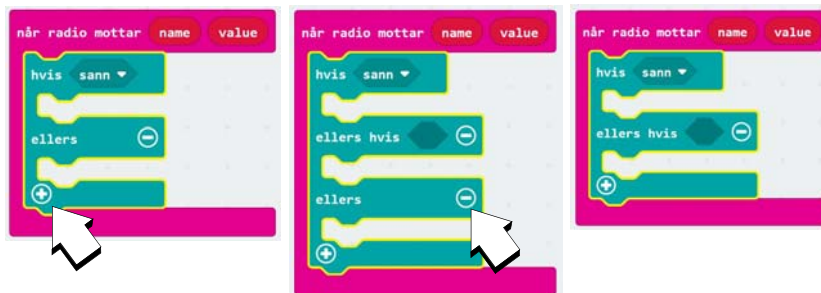 når radio mottar name value
hvis sann
ellers
når radio mottar name value
hvis sann
ellers hvis
ellers
når radio mottar name value
hvis sann
ellers hvis